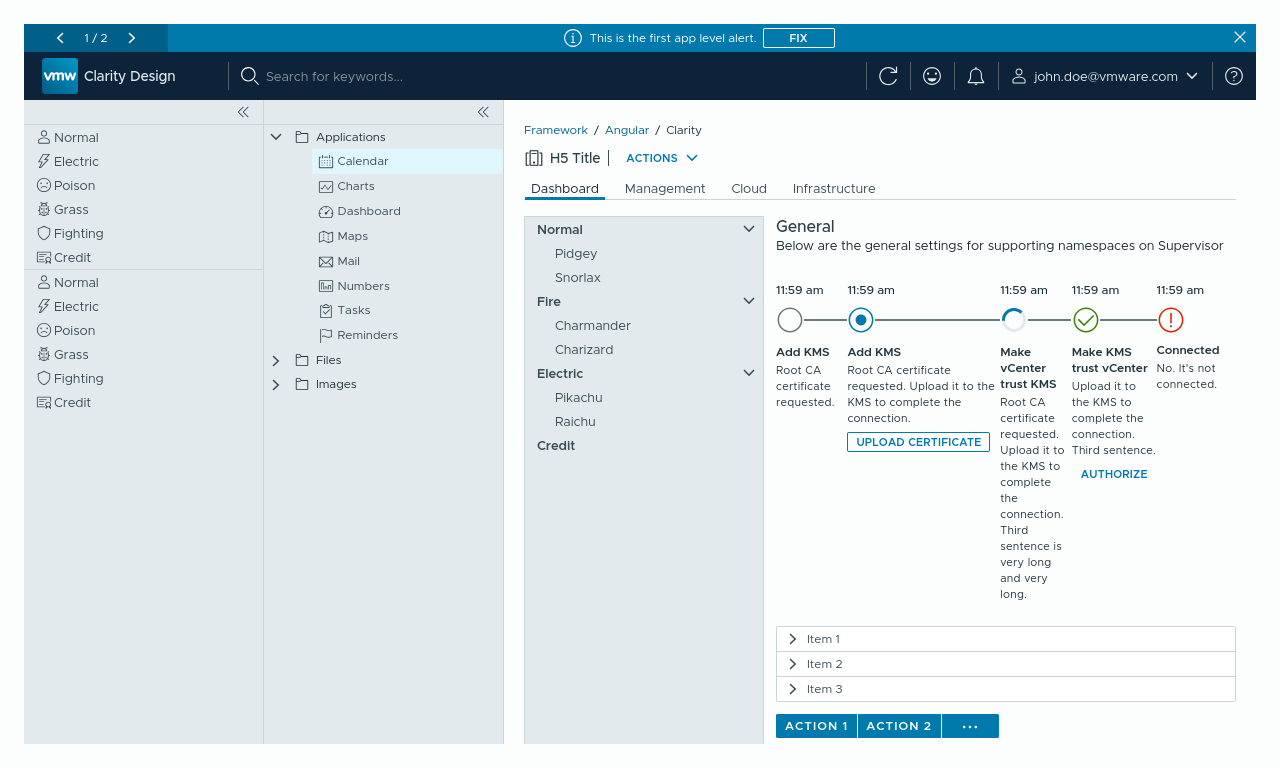 1 / 2
This is the first app level alert.
FIX
vmw
Clarity Design
Search for keywords...
john.doe@vmware.com
Normal
Electric
Poison
Grass
Fighting
Credit
Normal
Electric
Poison
Grass
Fighting
Credit
Applications
Calendar
Charts
Dashboard
Maps
Mail
Numbers
Tasks
Reminders
Files
Images
Framework / Angular / Clarity
H5 Title
ACTIONS
Dashboard
Management
Cloud
Infrastructure
Normal
Pidgey
Snorlax
Fire
Charmander
Charizard
Electric
Pikachu
Raichu
Credit
General
Below are the general settings for supporting namespaces on Supervisor
11:59 am
Add KMS
Root CA
certificate
requested.
11:59 am
Add KMS
Root CA certificate
requested. Upload it to the
KMS to complete the
connection.
UPLOAD CERTIFICATE
11:59 am
Make
vCenter
trust KMS
Root CA
certificate
requested.
Upload it to
the KMS to
complete
the
connection.
Third
sentence is
very long
and very
long.
11:59 am
Make KMS
trust vCenter
Upload it to
the KMS to
complete the
connection.
Third sentence.
AUTHORIZE
11:59 am
Connected
No. It's not
connected.
Item 1
Item 2
Item 3
ACTION 1
ACTION 2